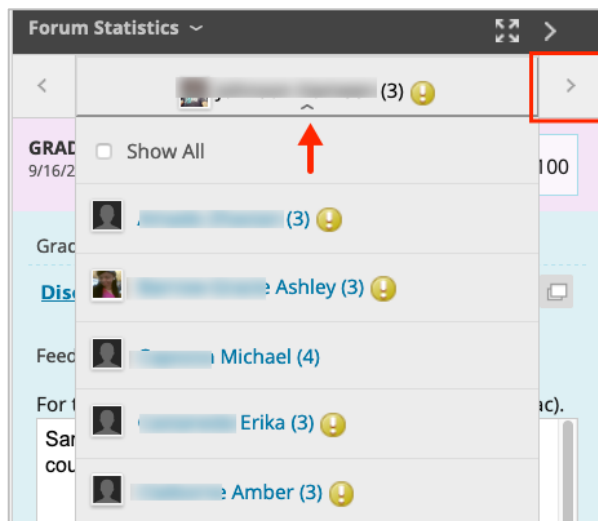 Forum Statistics
(3)
GRAD
9/16/2
100
Show All
(3)
Grad
Disc
Ashley (3)
Feed
Michael (4)
For t
ac).
Erika (3)
Sar
cou
Amber (3)